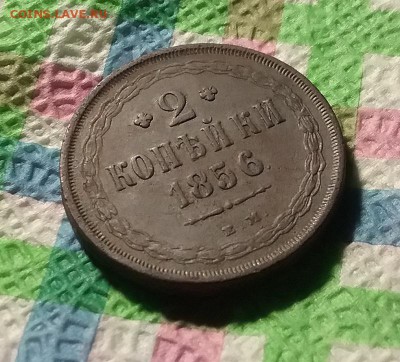 COINS.LAVE.RU
2
КОПѢЙКИ
1856.
Е.М.